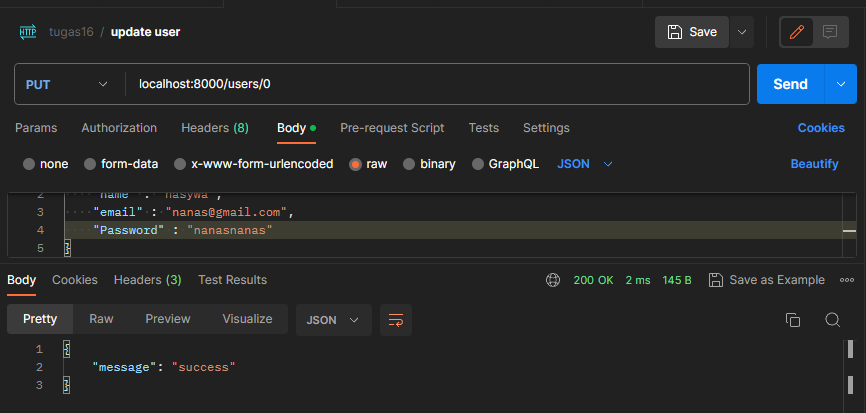 HTTP tugas16 / update user Save
PUT localhost:8000/users/0 Send
Params Authorization Headers (8) Body Pre-request Script Tests Settings Cookies
none form-data x-www-form-urlencoded raw binary GraphQL JSON Beautify
2 "name" : "nasywa",
3 "email" : "nanas@gmail.com",
4 "Password" : "nanasnanas"
5 }
Body Cookies Headers (3) Test Results 200 OK 2 ms 145 B Save as Example
Pretty Raw Preview Visualize JSON
1 {
2 "message": "success"
3 }